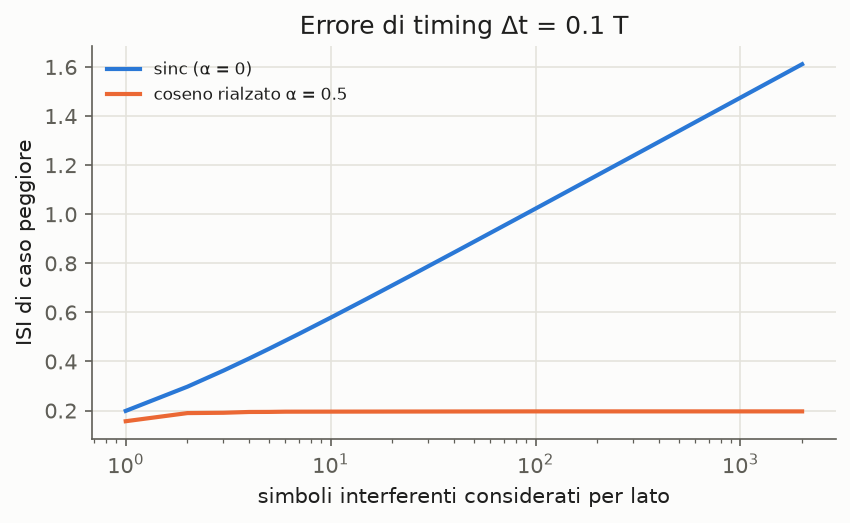 Errore di timing Δt = 0.1 T
sinc (α = 0)
coseno rialzato α = 0.5
ISI di caso peggiore
1.6
1.4
1.2
1.0
0.8
0.6
0.4
0.2
10⁰ 10¹ 10² 10³
simboli interferenti considerati per lato